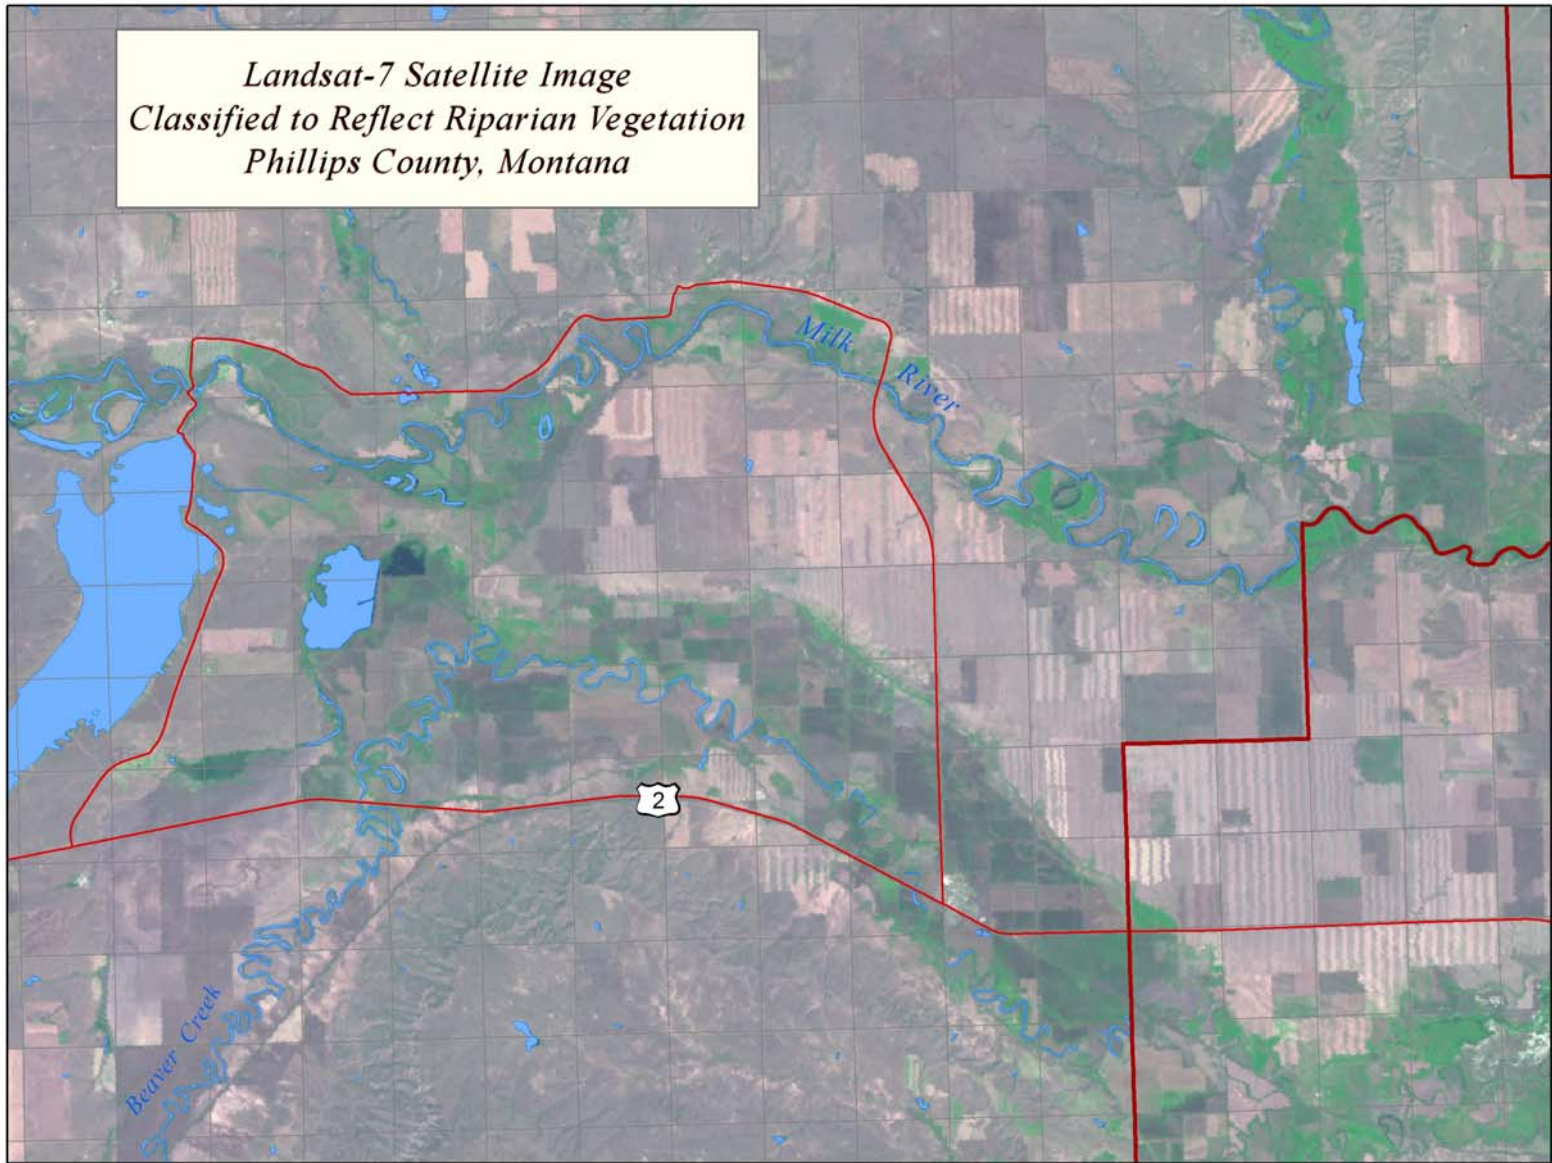 Landsat-7 Satellite Image
Classified to Reflect Riparian Vegetation
Phillips County, Montana
Milk
River
2
Beaver Creek